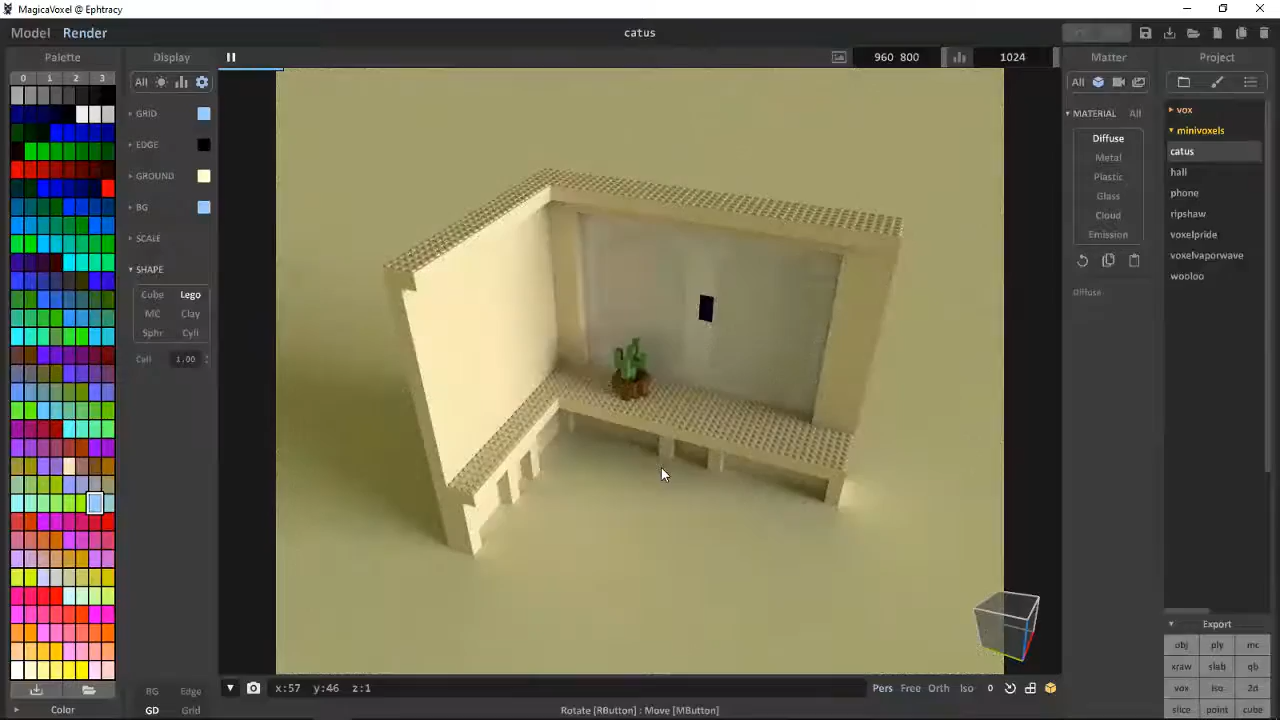 MagicaVoxel @ Ephtracy
Model Render
catus
Palette
Display
960 800
1024
Matter
Project
0 1 2 3
All
All
GRID
EDGE
GROUND
BG
SCALE
SHAPE
Cube Lego
MC Clay
Sphr Cyli
Cell 1.00
MATERIAL All
Diffuse
Metal
Plastic
Glass
Cloud
Emission
Diffuse
vox
minivoxels
catus
hall
phone
ripshaw
voxelpride
voxelvaporwave
wooloo
Export
obj ply mc
xraw slab qb
vox iso 2d
slice point cube
BG Edge
GD Grid
Color
x:57 y:46 z:1
Pers Free Orth Iso 0
Rotate [RButton] : Move [MButton]